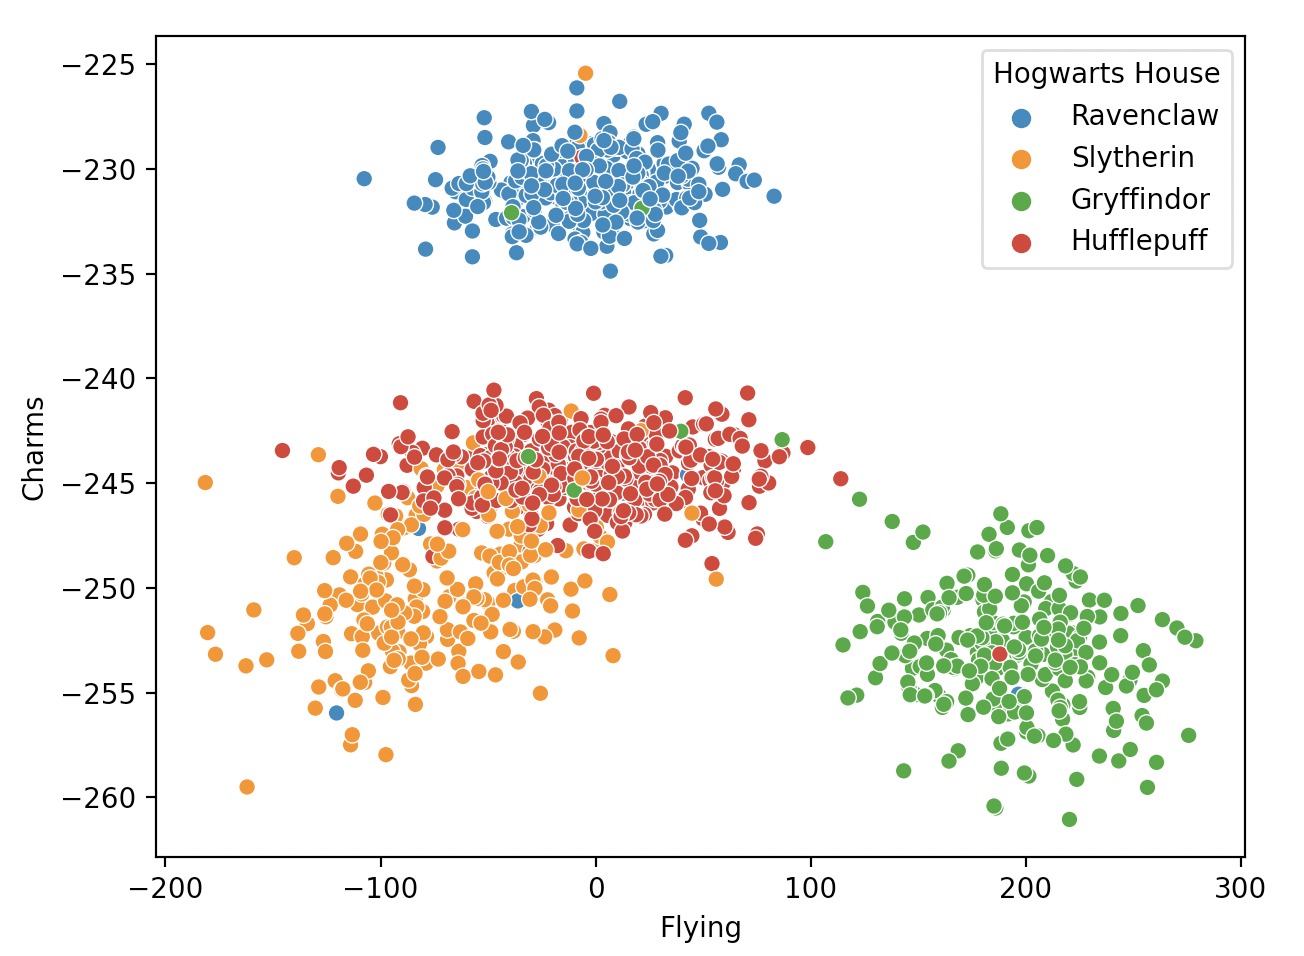 Hogwarts House
Ravenclaw
Slytherin
Gryffindor
Hufflepuff
−225
−230
−235
−240
−245
−250
−255
−260
Charms
−200 −100 0 100 200 300
Flying